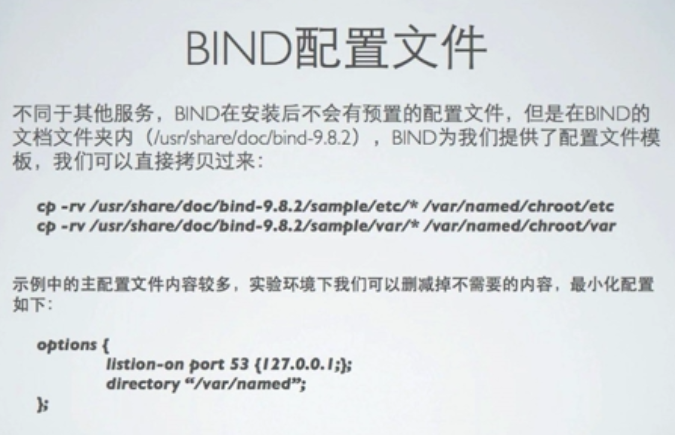 BIND配置文件
不同于其他服务，BIND在安装后不会有预置的配置文件，但是在BIND的
文档文件夹内（/usr/share/doc/bind-9.8.2），BIND为我们提供了配置文件模
板，我们可以直接拷贝过来：
cp -rv /usr/share/doc/bind-9.8.2/sample/etc/* /var/named/chroot/etc
cp -rv /usr/share/doc/bind-9.8.2/sample/var/* /var/named/chroot/var
示例中的主配置文件内容较多，实验环境下我们可以删减掉不需要的内容，最小化配置
如下：
options {
listion-on port 53 {127.0.0.1;};
directory “/var/named”;
};